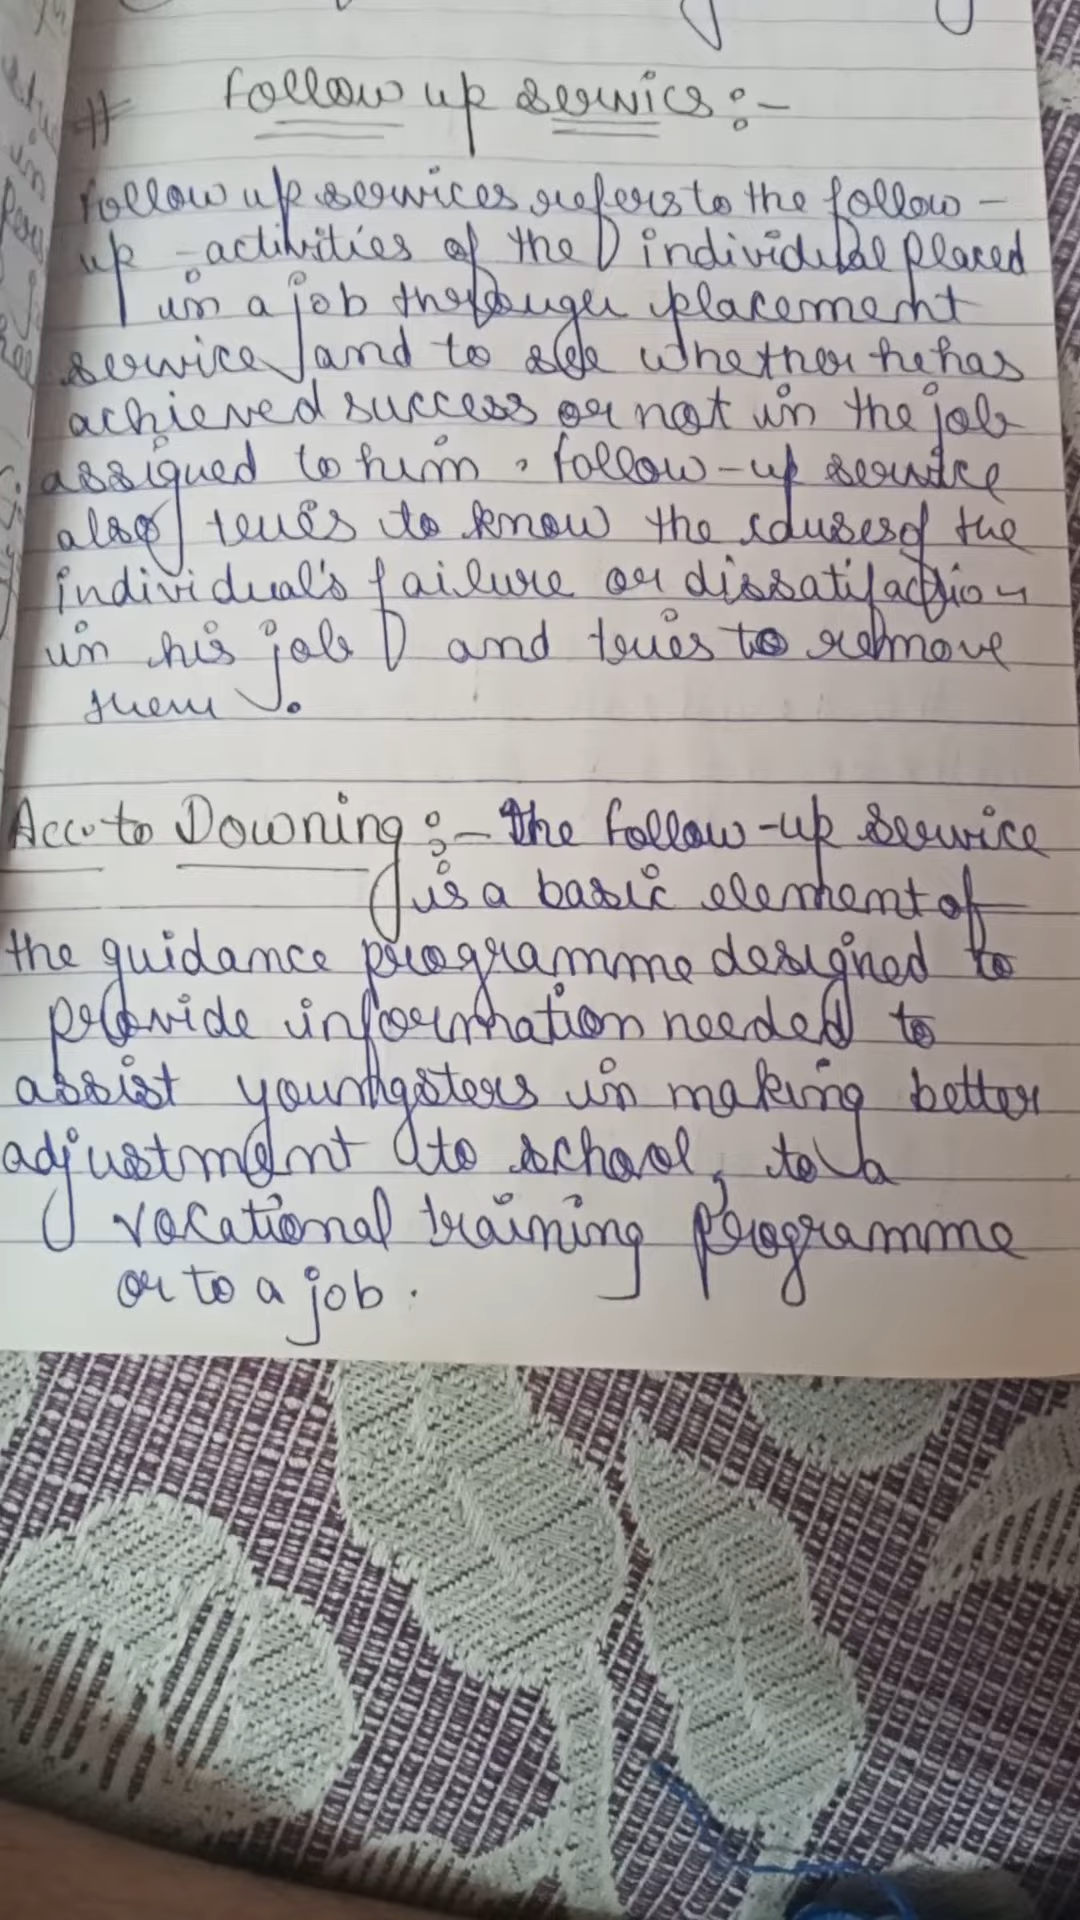 # Follow up service :-
Follow up services refers to the follow -
up - activities of the individual placed
in a job through placement
service and to see whether he has
achieved success or not in the job
assigned to him. Follow-up service
also tries to know the causes of the
individual's failure or dissatifaction
in his job and tries to remove
them.
Acc. to Downing :- The Follow-up service
is a basic element of
the guidance programme designed to
provide information needed to
assist youngsters in making better
adjustment to school, to a
vocational training programme
or to a job.